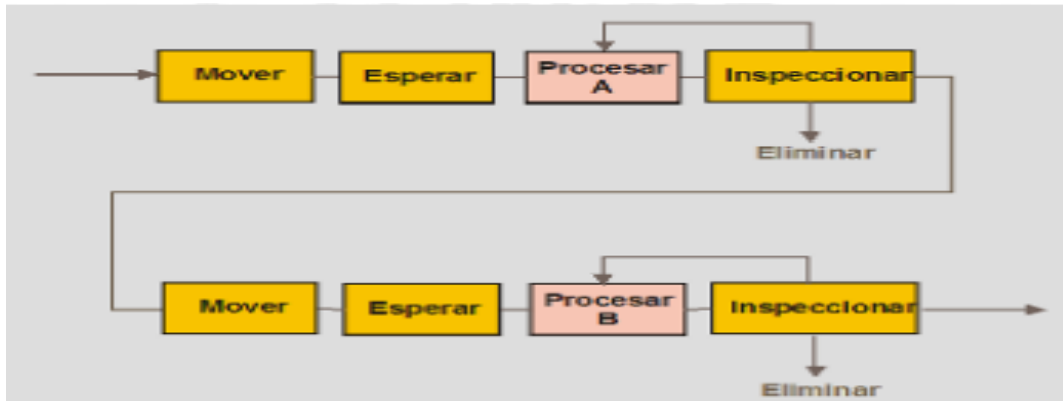 Mover
Esperar
Procesar
A
Inspeccionar
Eliminar
Mover
Esperar
Procesar
B
Inspeccionar
Eliminar